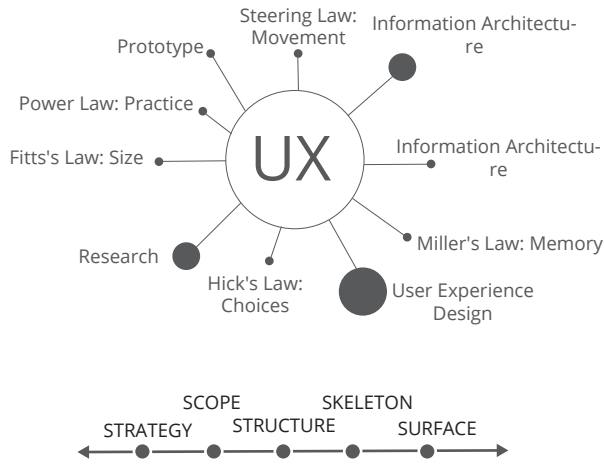 Steering Law:
Movement
Information Architectu-
re
Prototype
Power Law: Practice
UX
Fitts's Law: Size
Information Architectu-
re
Miller's Law: Memory
Research
Hick's Law:
Choices
User Experience
Design
SCOPE
SKELETON
STRATEGY
STRUCTURE
SURFACE